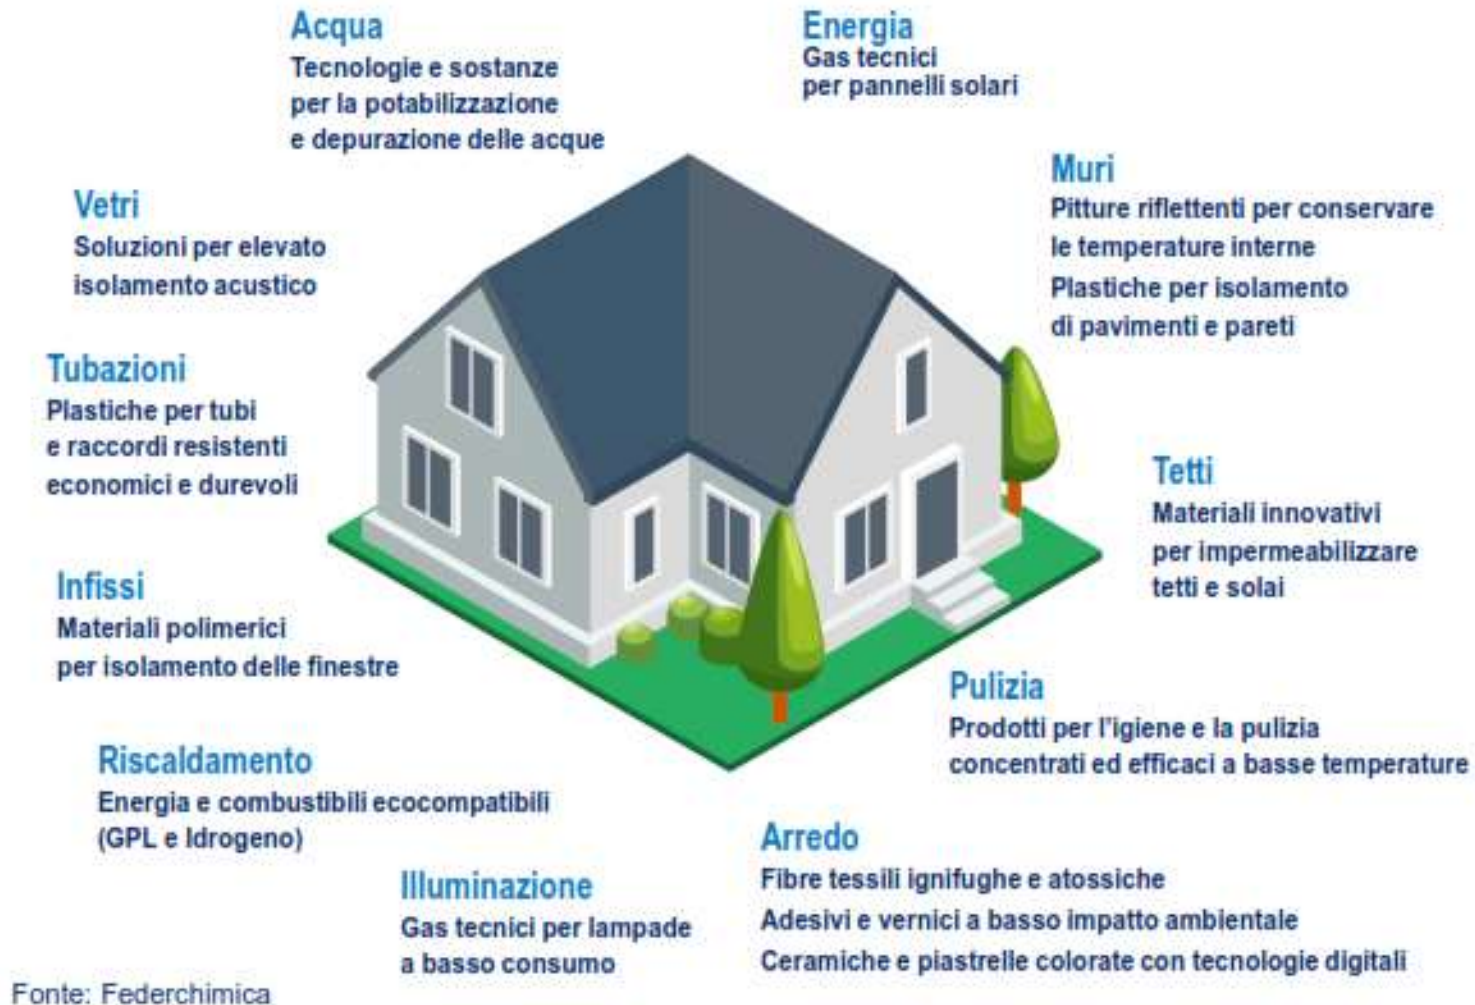 Acqua
Tecnologie e sostanze
per la potabilizzazione
e depurazione delle acque
Energia
Gas tecnici
per pannelli solari
Vetri
Soluzioni per elevato
isolamento acustico
Muri
Pitture riflettenti per conservare
le temperature interne
Plastiche per isolamento
di pavimenti e pareti
Tubazioni
Plastiche per tubi
e raccordi resistenti
economici e durevoli
Tetti
Materiali innovativi
per impermeabilizzare
tetti e solai
Infissi
Materiali polimerici
per isolamento delle finestre
Pulizia
Prodotti per l'igiene e la pulizia
concentrati ed efficaci a basse temperature
Riscaldamento
Energia e combustibili ecocompatibili
(GPL e Idrogeno)
Arredo
Fibre tessili ignifughe e atossiche
Adesivi e vernici a basso impatto ambientale
Ceramiche e piastrelle colorate con tecnologie digitali
Illuminazione
Gas tecnici per lampade
a basso consumo
Fonte: Federchimica